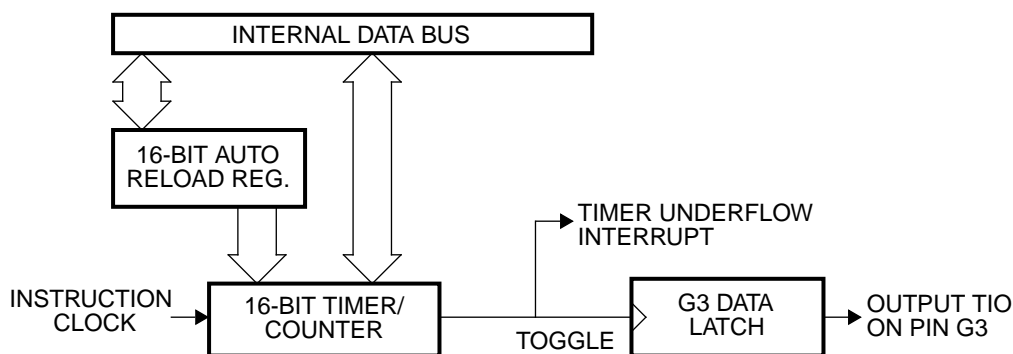 INTERNAL DATA BUS
16-BIT AUTO
RELOAD REG.
TIMER UNDERFLOW
INTERRUPT
INSTRUCTION
CLOCK
16-BIT TIMER/
COUNTER
TOGGLE
G3 DATA
LATCH
OUTPUT TIO
ON PIN G3